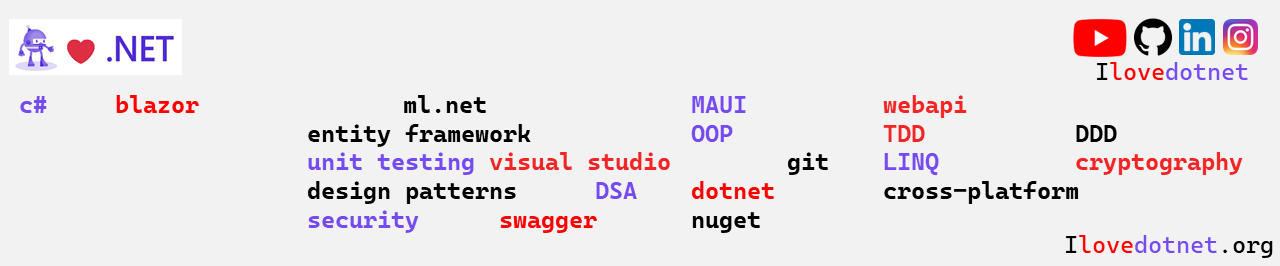 .NET
Ilovedotnet
c# blazor ml.net MAUI webapi
entity framework OOP TDD DDD
unit testing visual studio git LINQ cryptography
design patterns DSA dotnet cross-platform
security swagger nuget
Ilovedotnet.org